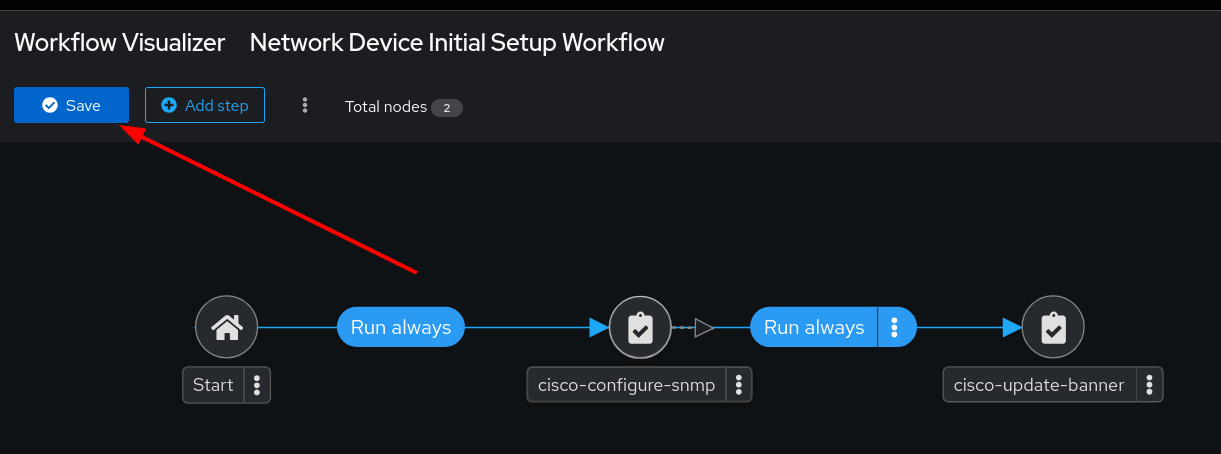 Workflow Visualizer Network Device Initial Setup Workflow
Save Add step Total nodes 2
Run always Run always
Start cisco-configure-snmp cisco-update-banner